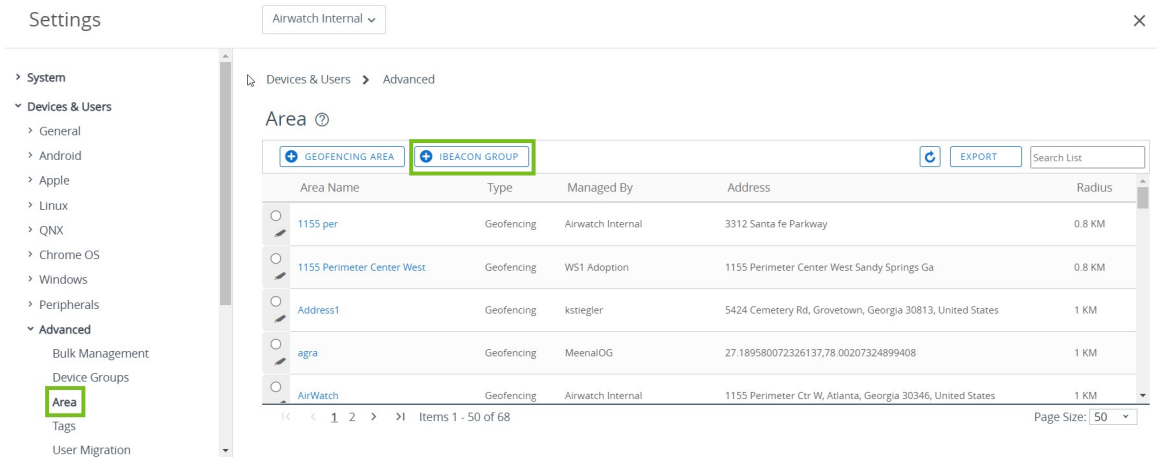 Settings
Airwatch Internal
System
Devices & Users
General
Android
Apple
Linux
QNX
Chrome OS
Windows
Peripherals
Advanced
Bulk Management
Device Groups
Area
Tags
User Migration
Devices & Users > Advanced
Area
GEOFENCING AREA IBEACON GROUP EXPORT Search List
Area Name Type Managed By Address Radius
1155 per Geofencing Airwatch Internal 3312 Santa fe Parkway 0.8 KM
1155 Perimeter Center West Geofencing WS1 Adoption 1155 Perimeter Center West Sandy Springs Ga 0.8 KM
Address1 Geofencing kstiegler 5424 Cemetery Rd, Grovetown, Georgia 30813, United States 1 KM
agra Geofencing MeenalOG 27.189580072326137,78.00207324899408 1 KM
AirWatch Geofencing Airwatch Internal 1155 Perimeter Ctr W, Atlanta, Georgia 30346, United States 1 KM
1 2 Items 1 - 50 of 68 Page Size: 50